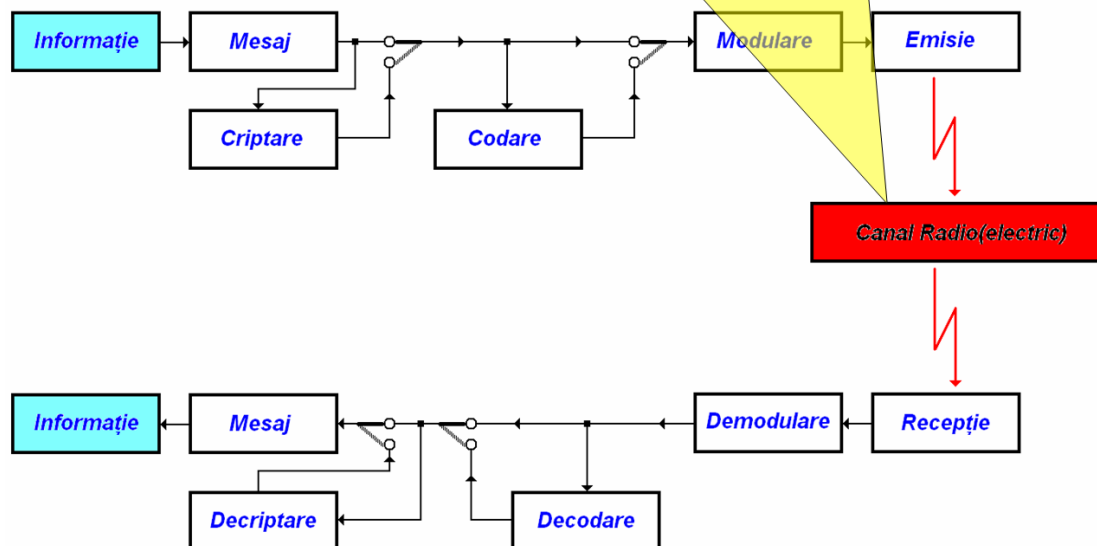 Informație
Mesaj
Modulare
Emisie
Criptare
Codare
Canal Radio(electric)
Informație
Mesaj
Demodulare
Recepție
Decriptare
Decodare